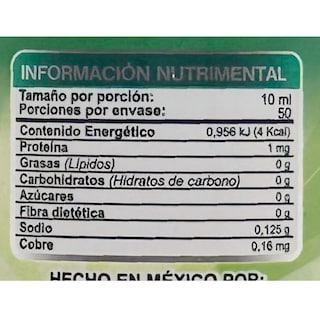 INFORMACIÓN NUTRIMENTAL
Tamaño por porción: 10 ml
Porciones por envase: 50
Contenido Energético 0,956 kJ (4 Kcal)
Proteína 1 mg
Grasas (Lípidos) 0 g
Carbohidratos (Hidratos de carbono) 0 g
Azúcares 0 g
Fibra dietética 0 g
Sodio 0,125 g
Cobre 0,16 mg
HECHO EN MÉXICO POR: